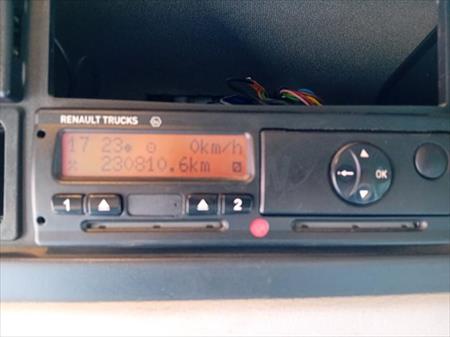 RENAULT TRUCKS
17 23 0km/h
230810.6km
1 2
OK